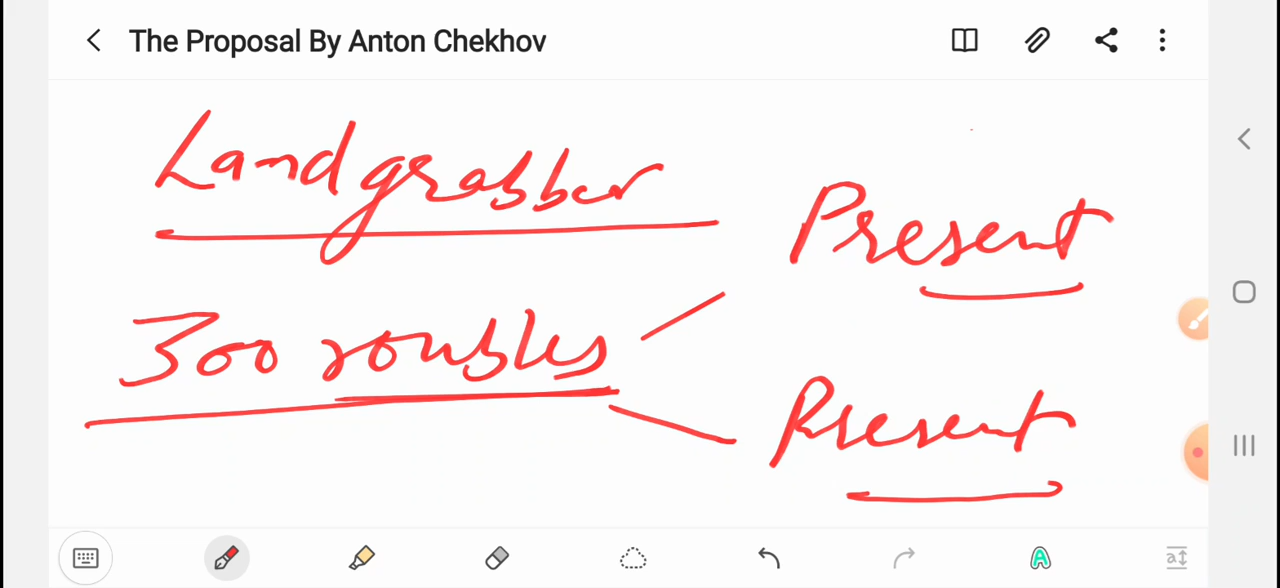 The Proposal By Anton Chekhov
Landgrabber
Present
300 roubles
Present
A
a